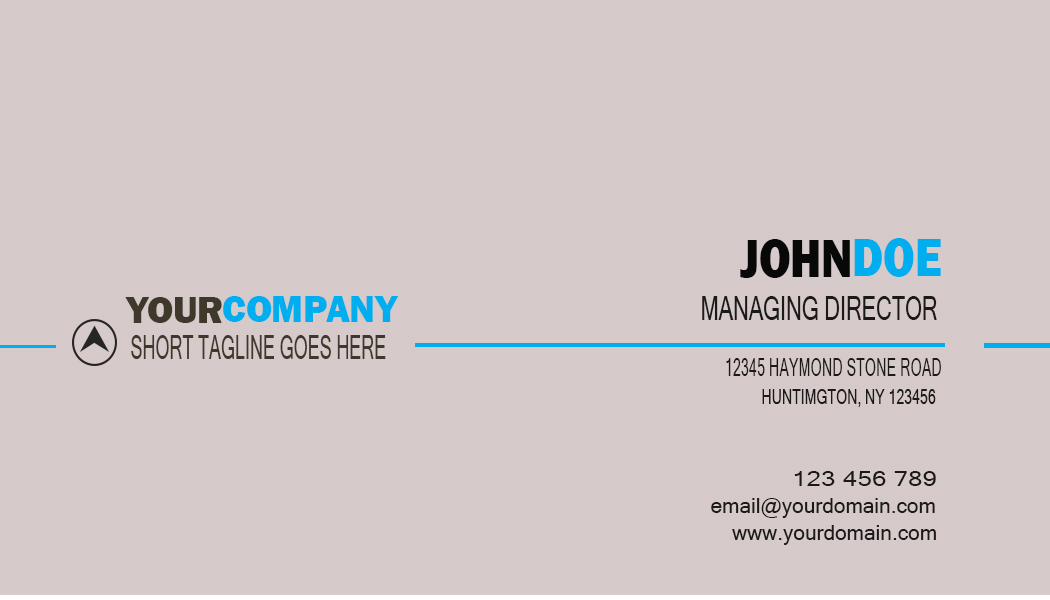 YOURCOMPANY
SHORT TAGLINE GOES HERE
JOHNDOE
MANAGING DIRECTOR
12345 HAYMOND STONE ROAD
HUNTIMGTON, NY 123456
123 456 789
email@yourdomain.com
www.yourdomain.com